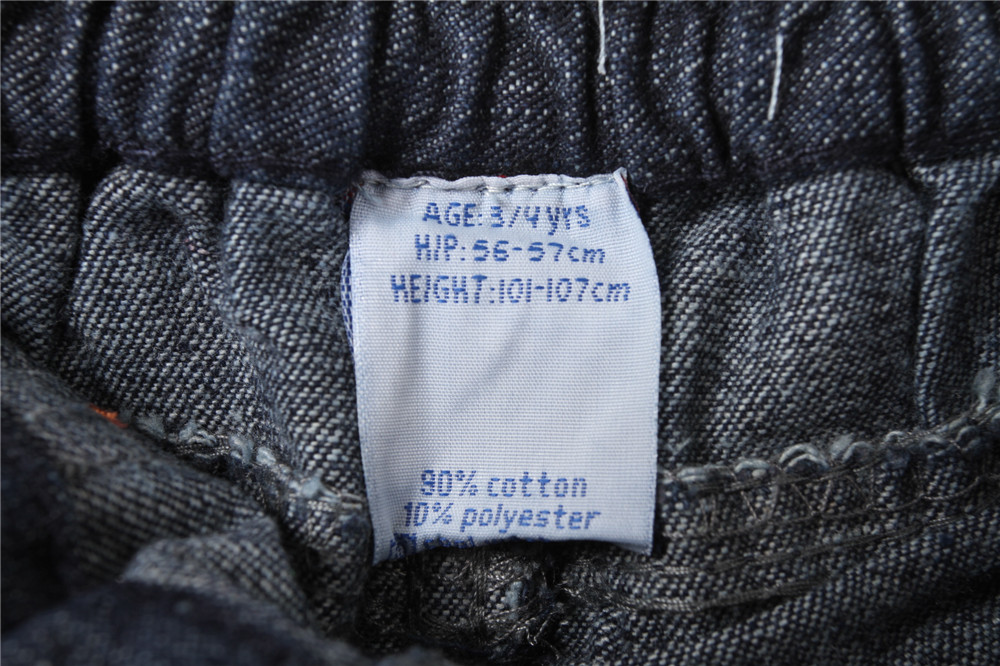 AGE: 3/4 yrs
HIP: 56-57cm
HEIGHT: 101-107cm
90% cotton
10% polyester